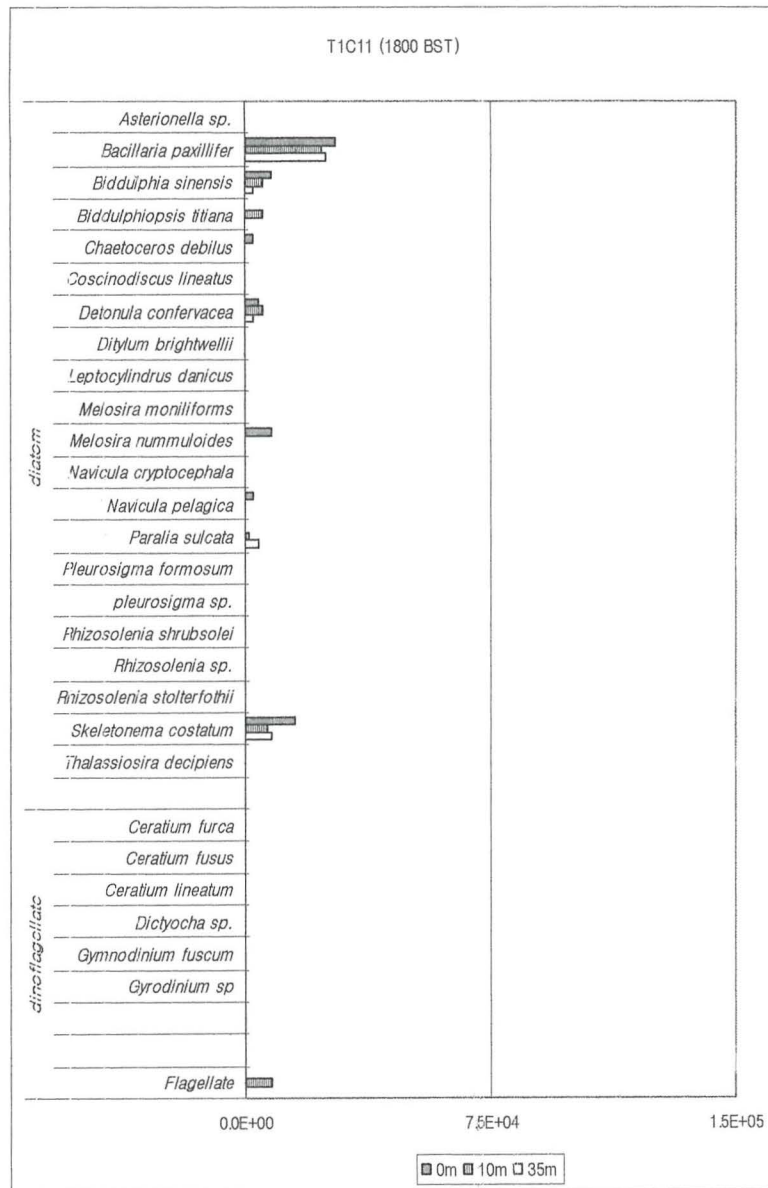 T1C11 (1800 BST)
Asterionella sp.
Bacillaria paxillifer
Biddulphia sinensis
Biddulphiopsis titiana
Chaetoceros debilus
Coscinodiscus lineatus
Detonula confervacea
Ditylum brightwellii
Leptocylindrus danicus
Melosira moniliforms
Melosira nummuloides
Navicula cryptocephala
Navicula pelagica
Paralia sulcata
Pleurosigma formosum
pleurosigma sp.
Rhizosolenia shrubsolei
Rhizosolenia sp.
Rhizosolenia stolterfothii
Skeletonema costatum
Thalassiosira decipiens
diatom
Ceratium furca
Ceratium fusus
Ceratium lineatum
Dictyocha sp.
Gymnodinium fuscum
Gyrodinium sp
dinoflagellate
Flagellate
0.0E+00 7.5E+04 1.5E+05
0m 10m 35m